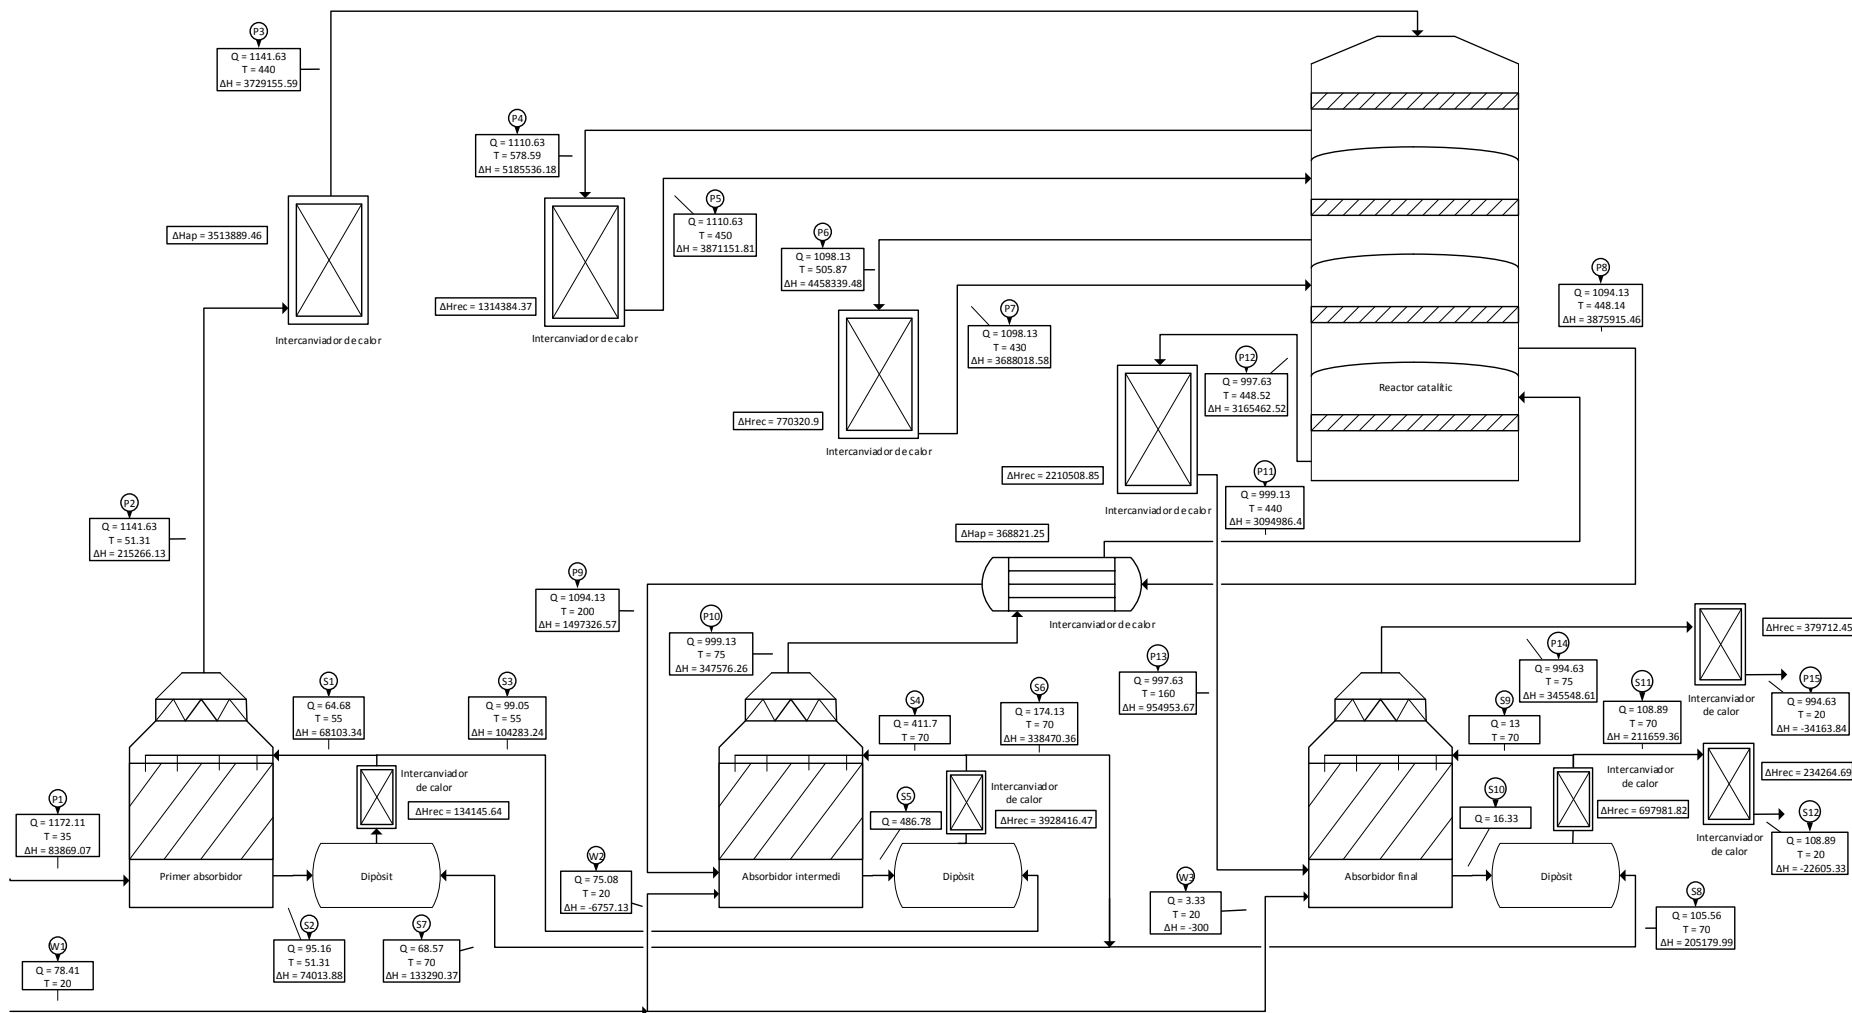 P3
Q = 1141.63
T = 440
ΔH = 3729155.59
P4
Q = 1110.63
T = 578.59
ΔH = 5185536.18
P5
Q = 1110.63
T = 450
ΔH = 3871151.81
P6
Q = 1098.13
T = 505.87
ΔH = 4458339.48
P7
Q = 1098.13
T = 430
ΔH = 3688018.58
P8
Q = 1094.13
T = 448.14
ΔH = 3875915.46
ΔHap = 3513889.46
Intercanviador de calor
ΔHrec = 1314384.37
Intercanviador de calor
ΔHrec = 770320.9
Intercanviador de calor
P12
Q = 997.63
T = 448.52
ΔH = 3165462.52
Reactor catalític
ΔHrec = 2210508.85
Intercanviador de calor
P11
Q = 999.13
T = 440
ΔH = 3094986.4
P2
Q = 1141.63
T = 51.31
ΔH = 215266.13
ΔHap = 368821.25
Intercanviador de calor
P9
Q = 1094.13
T = 200
ΔH = 1497326.57
P10
Q = 999.13
T = 75
ΔH = 347576.26
P13
Q = 997.63
T = 160
ΔH = 954953.67
P14
Q = 994.63
T = 75
ΔH = 345548.61
ΔHrec = 379712.45
Intercanviador
de calor
P15
Q = 994.63
T = 20
ΔH = -34163.84
S1
Q = 64.68
T = 55
ΔH = 68103.34
S3
Q = 99.05
T = 55
ΔH = 104283.24
S4
Q = 411.7
T = 70
S6
Q = 174.13
T = 70
ΔH = 338470.36
S9
Q = 13
T = 70
S11
Q = 108.89
T = 70
ΔH = 211659.36
Intercanviador
de calor
ΔHrec = 134145.64
Intercanviador
de calor
ΔHrec = 3928416.47
Intercanviador
de calor
ΔHrec = 697981.82
ΔHrec = 234264.69
Intercanviador
de calor
P1
Q = 1172.11
T = 35
ΔH = 83869.07
S5
Q = 486.78
S10
Q = 16.33
S12
Q = 108.89
T = 20
ΔH = -22605.33
Primer absorbidor
Dipòsit
W2
Q = 75.08
T = 20
ΔH = -6757.13
Absorbidor intermedi
Dipòsit
W3
Q = 3.33
T = 20
ΔH = -300
Absorbidor final
Dipòsit
S8
Q = 105.56
T = 70
ΔH = 205179.99
W1
Q = 78.41
T = 20
S2
Q = 95.16
T = 51.31
ΔH = 74013.88
S7
Q = 68.57
T = 70
ΔH = 133290.37